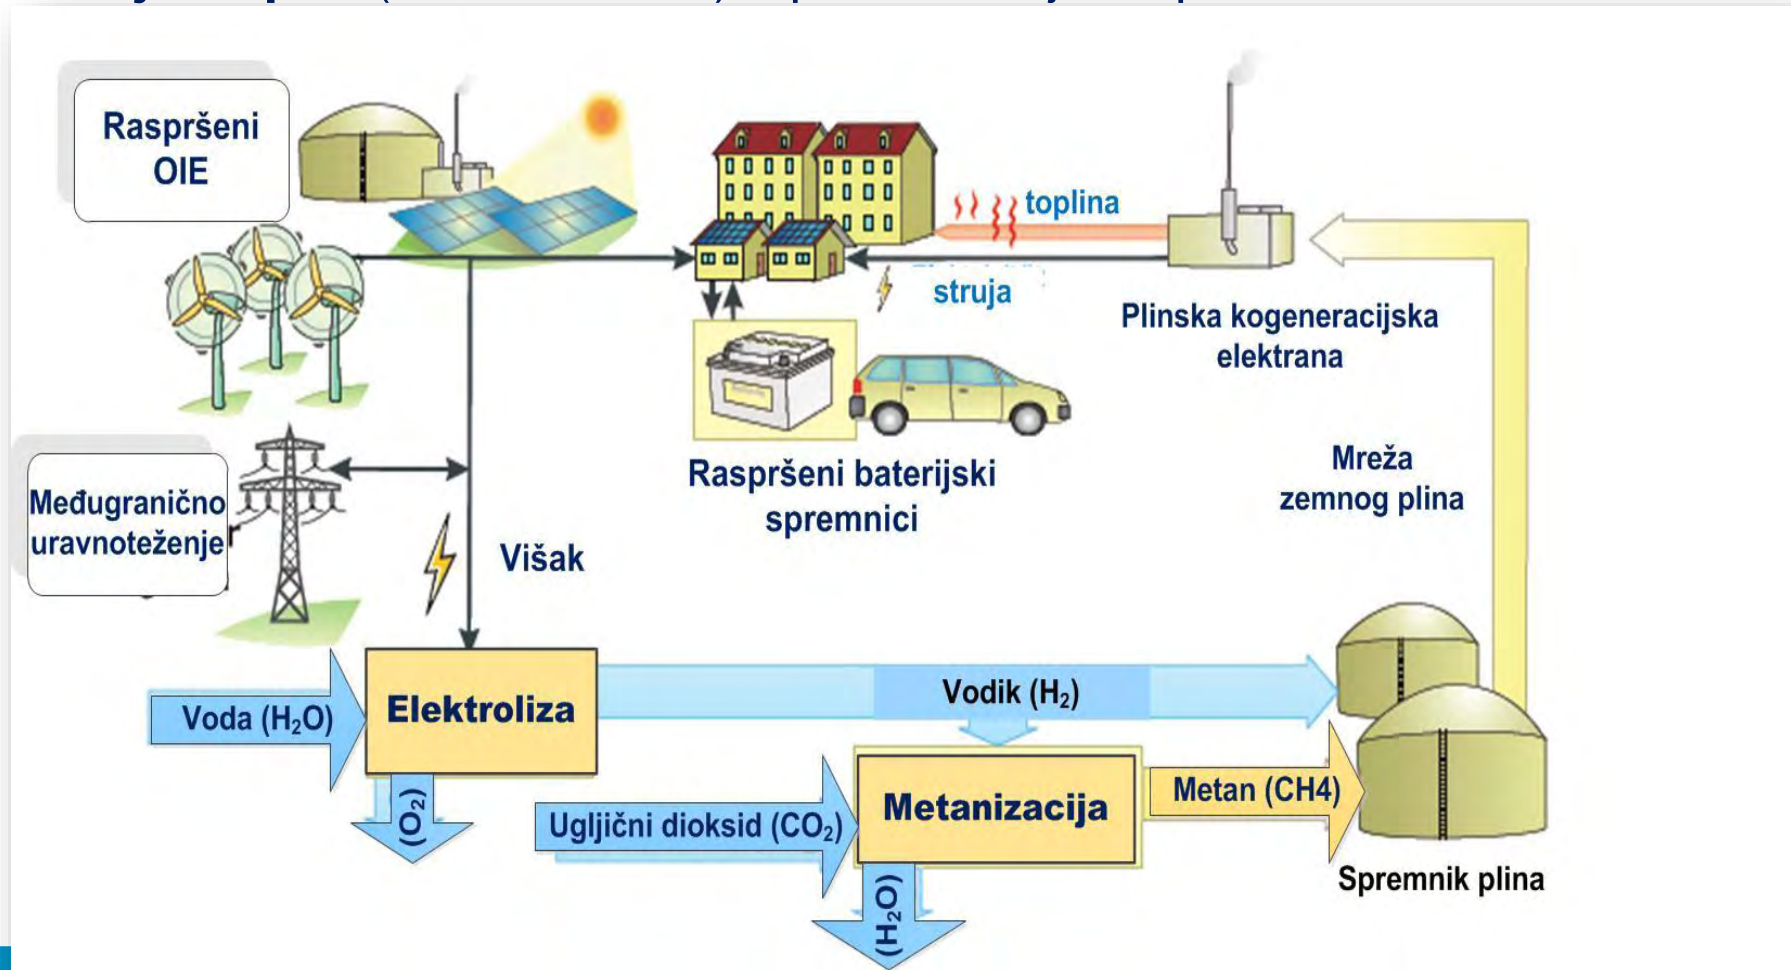 Raspršeni
OIE
toplina
struja
Plinska kogeneracijska
elektrana
Mreža
zemnog plina
Raspršeni baterijski
spremnici
Međugranično
uravnoteženje
Višak
Elektroliza
Voda (H₂O)
Vodik (H₂)
(O₂)
Ugljični dioksid (CO₂)
Metanizacija
Metan (CH4)
(H₂O)
Spremnik plina